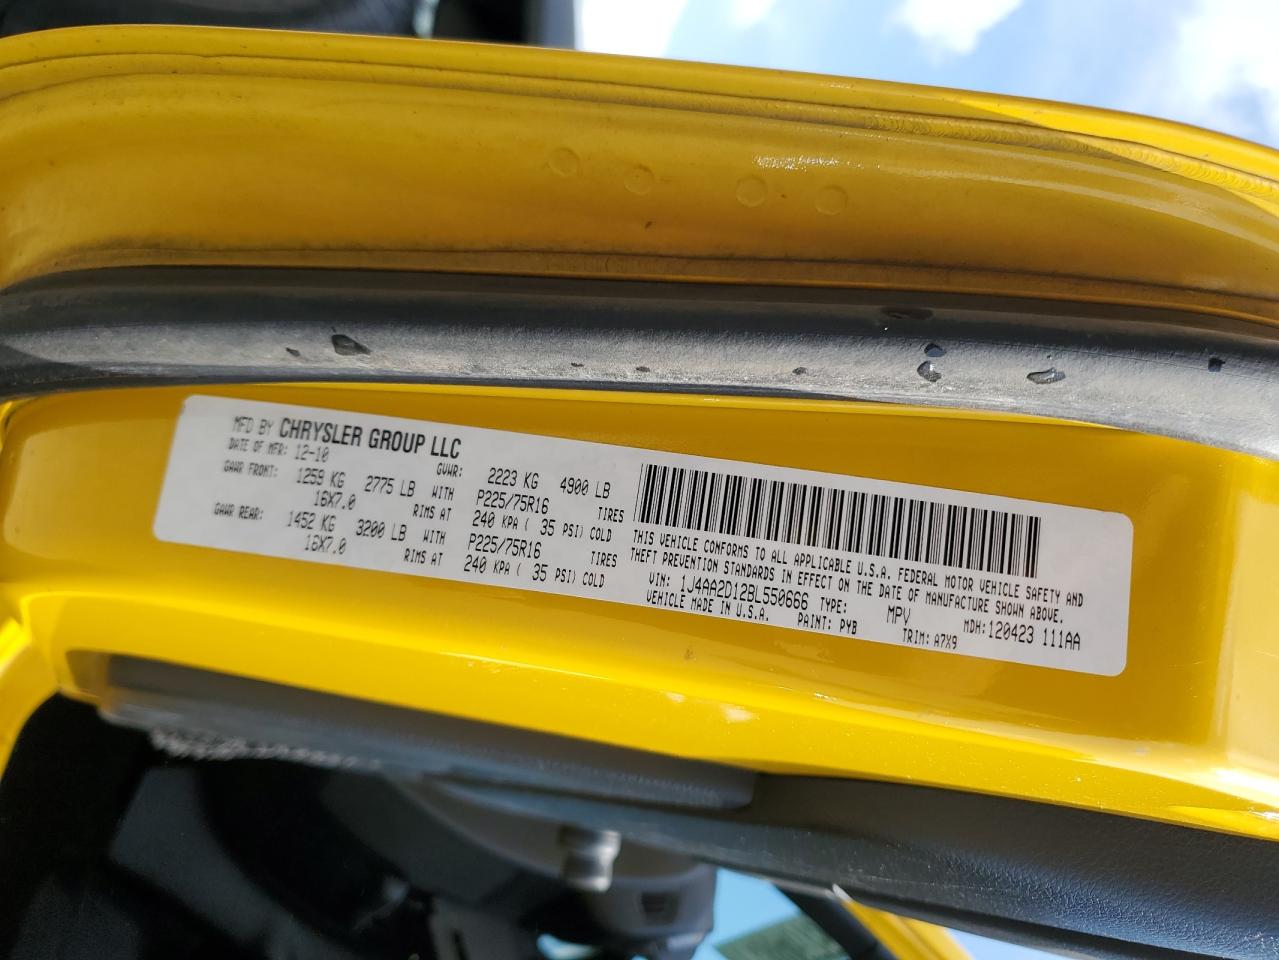 MFD BY CHRYSLER GROUP LLC
DATE OF MFR: 12-10 GVWR: 2223 KG 4900 LB
GAWR FRONT: 1259 KG 2775 LB WITH P225/75R16 TIRES
16X7.0 RIMS AT 240 KPA ( 35 PSI) COLD
GAWR REAR: 1452 KG 3200 LB WITH P225/75R16 TIRES
16X7.0 RIMS AT 240 KPA ( 35 PSI) COLD
THIS VEHICLE CONFORMS TO ALL APPLICABLE U.S.A. FEDERAL MOTOR VEHICLE SAFETY AND
THEFT PREVENTION STANDARDS IN EFFECT ON THE DATE OF MANUFACTURE SHOWN ABOVE.
VIN: 1J4AA2D12BL550666 TYPE: MPV MDH: 120423 111AA
VEHICLE MADE IN U.S.A. PAINT: PYB TRIM: A7X9